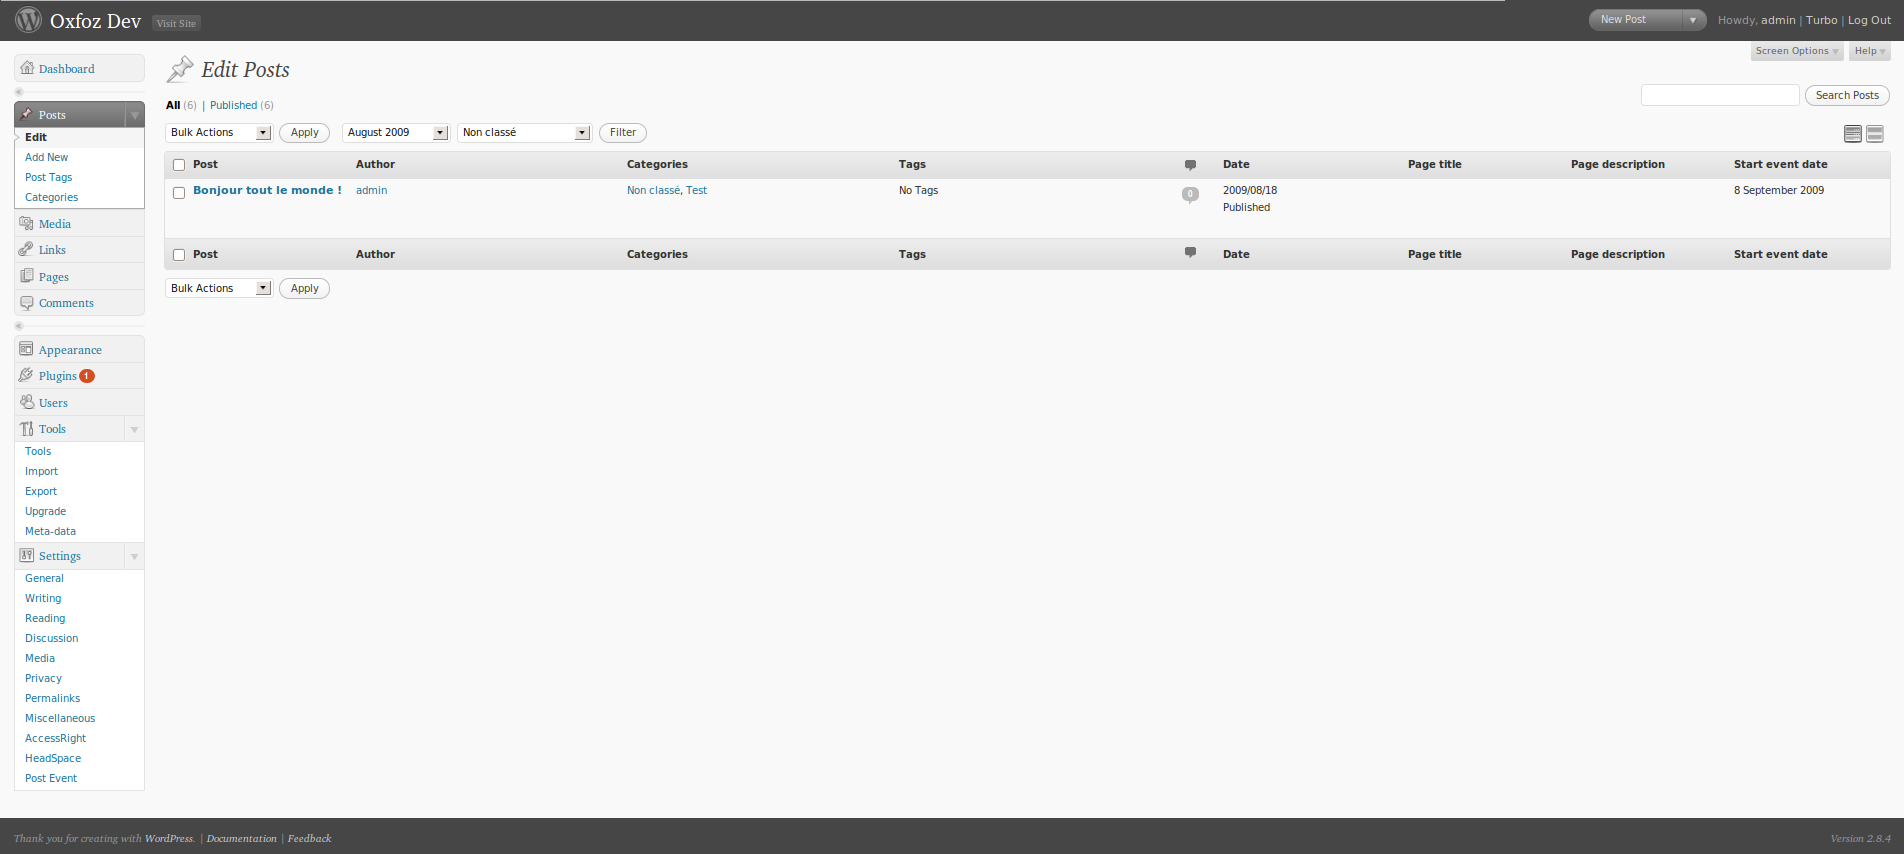 Oxfoz Dev Visit Site New Post Howdy, admin | Turbo | Log Out
Screen Options Help
Dashboard
Edit Posts
All (6) | Published (6)
Search Posts
Bulk Actions Apply August 2009 Non classé Filter
Post Author Categories Tags Date Page title Page description Start event date
Bonjour tout le monde ! admin Non classé, Test No Tags 0 2009/08/18 8 September 2009
Published
Post Author Categories Tags Date Page title Page description Start event date
Bulk Actions Apply
Posts
Edit
Add New
Post Tags
Categories
Media
Links
Pages
Comments
Appearance
Plugins 1
Users
Tools
Tools
Import
Export
Upgrade
Meta-data
Settings
General
Writing
Reading
Discussion
Media
Privacy
Permalinks
Miscellaneous
AccessRight
HeadSpace
Post Event
Thank you for creating with WordPress. | Documentation | Feedback Version 2.8.4